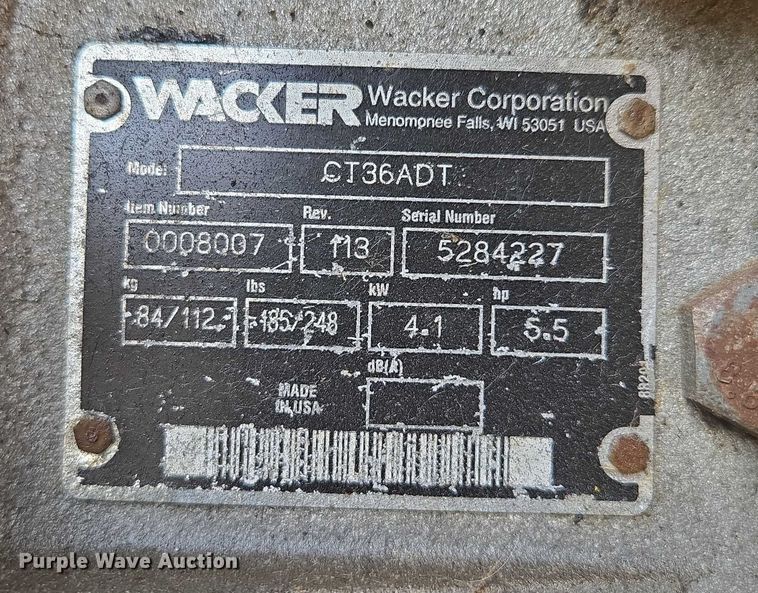 WACKER Wacker Corporation
Menomonee Falls, WI 53051 USA
Model CT36ADT
Item Number Rev. Serial Number
0008007 113 5284227
kg lbs kW hp
84/112 185/248 4.1 5.5
dB(A)
MADE
IN USA
Purple Wave Auction